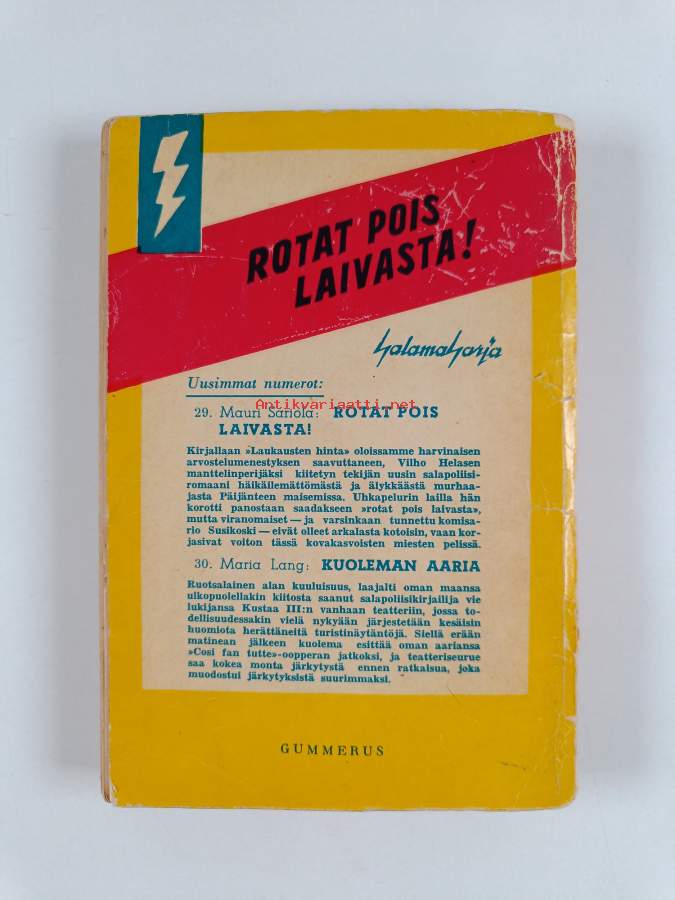 ROTAT POIS
LAIVASTA!
Salamasarja
Uusimmat numerot:
Antikvariaatti.net
29. Mauri Sariola: ROTAT POIS
LAIVASTA!
Kirjallaan »Laukausten hinta» oloissamme harvinaisen
arvostelumenestyksen saavuttaneen, Vilho Helasen
manttelinperijäksi kiitetyn tekijän uusin salapoliisi-
romaani häikäilemättömästä ja älykkäästä murhaa-
jasta Päijänteen maisemissa. Uhkapelurin lailla hän
korotti panostaan saadakseen »rotat pois laivasta»,
mutta viranomaiset — ja varsinkaan tunnettu komisa-
rio Susikoski — eivät olleet arkalasta kotoisin, vaan kor-
jasivat voiton tässä kovakasvoisten miesten pelissä.
30. Maria Lang: KUOLEMAN AARIA
Ruotsalainen alan kuuluisuus, laajalti oman maansa
ulkopuolellakin kiitosta saanut salapoliisikirjailija vie
lukijansa Kustaa III:n vanhaan teatteriin, jossa to-
dellisuudessakin vielä nykyään järjestetään kesäisin
huomiota herättäneitä turistinäytäntöjä. Siellä erään
matinean jälkeen kuolema esittää oman aariansa
»Cosi fan tutte»-oopperan jatkoksi, ja teatteriseurue
saa kokea monta järkytystä ennen ratkaisua, joka
muodostui järkytyksistä suurimmaksi.
GUMMERUS